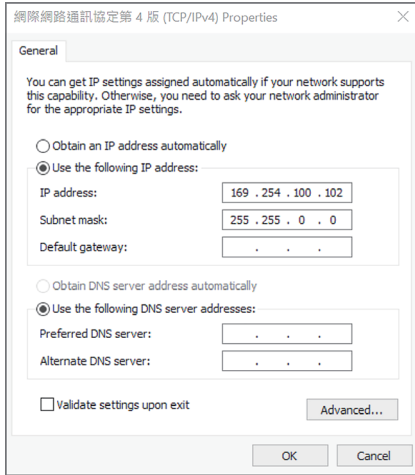 網際網路通訊協定第 4 版 (TCP/IPv4) Properties
General
You can get IP settings assigned automatically if your network supports
this capability. Otherwise, you need to ask your network administrator
for the appropriate IP settings.
Obtain an IP address automatically
Use the following IP address:
IP address: 169 . 254 . 100 . 102
Subnet mask: 255 . 255 . 0 . 0
Default gateway: . . .
Obtain DNS server address automatically
Use the following DNS server addresses:
Preferred DNS server: . . .
Alternate DNS server: . . .
Validate settings upon exit
Advanced...
OK Cancel